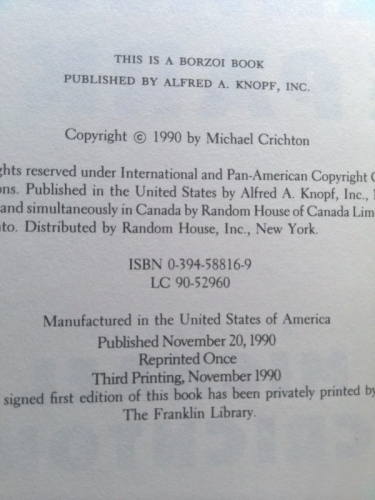 THIS IS A BORZOI BOOK
PUBLISHED BY ALFRED A. KNOPF, INC.
Copyright © 1990 by Michael Crichton
ghts reserved under International and Pan-American Copyright C
ons. Published in the United States by Alfred A. Knopf, Inc.,
and simultaneously in Canada by Random House of Canada Lim
nto. Distributed by Random House, Inc., New York.
ISBN 0-394-58816-9
LC 90-52960
Manufactured in the United States of America
Published November 20, 1990
Reprinted Once
Third Printing, November 1990
signed first edition of this book has been privately printed by
The Franklin Library.